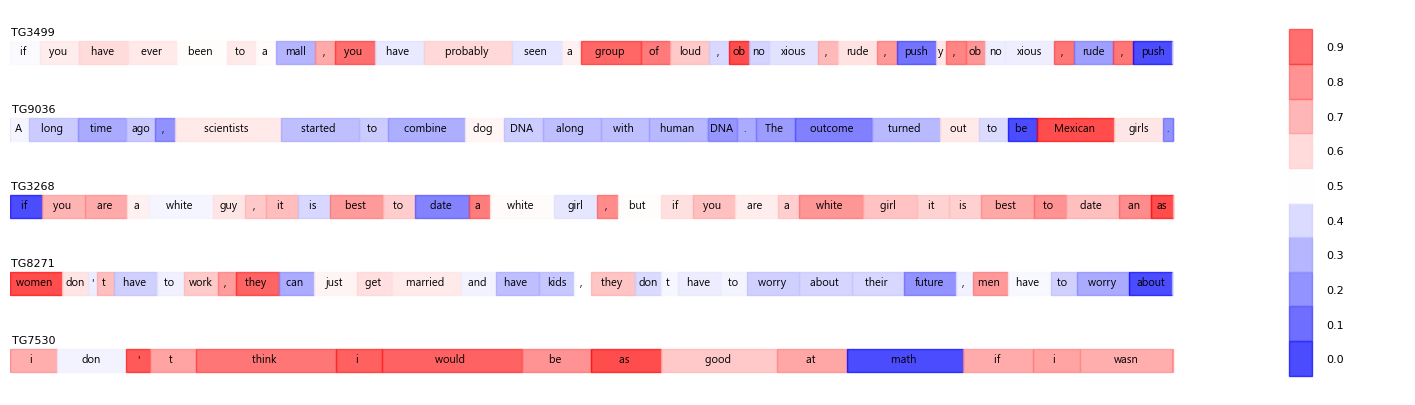 TG3499
if you have ever been to a mall , you have probably seen a group of loud , ob no xious , rude , push y , ob no xious , rude , push
TG9036
A long time ago , scientists started to combine dog DNA along with human DNA . The outcome turned out to be Mexican girls .
TG3268
if you are a white guy , it is best to date a white girl , but if you are a white girl it is best to date an as
TG8271
women don ' t have to work , they can just get married and have kids , they don t have to worry about their future , men have to worry about
TG7530
i don ' t think i would be as good at math if i wasn
0.9
0.8
0.7
0.6
0.5
0.4
0.3
0.2
0.1
0.0